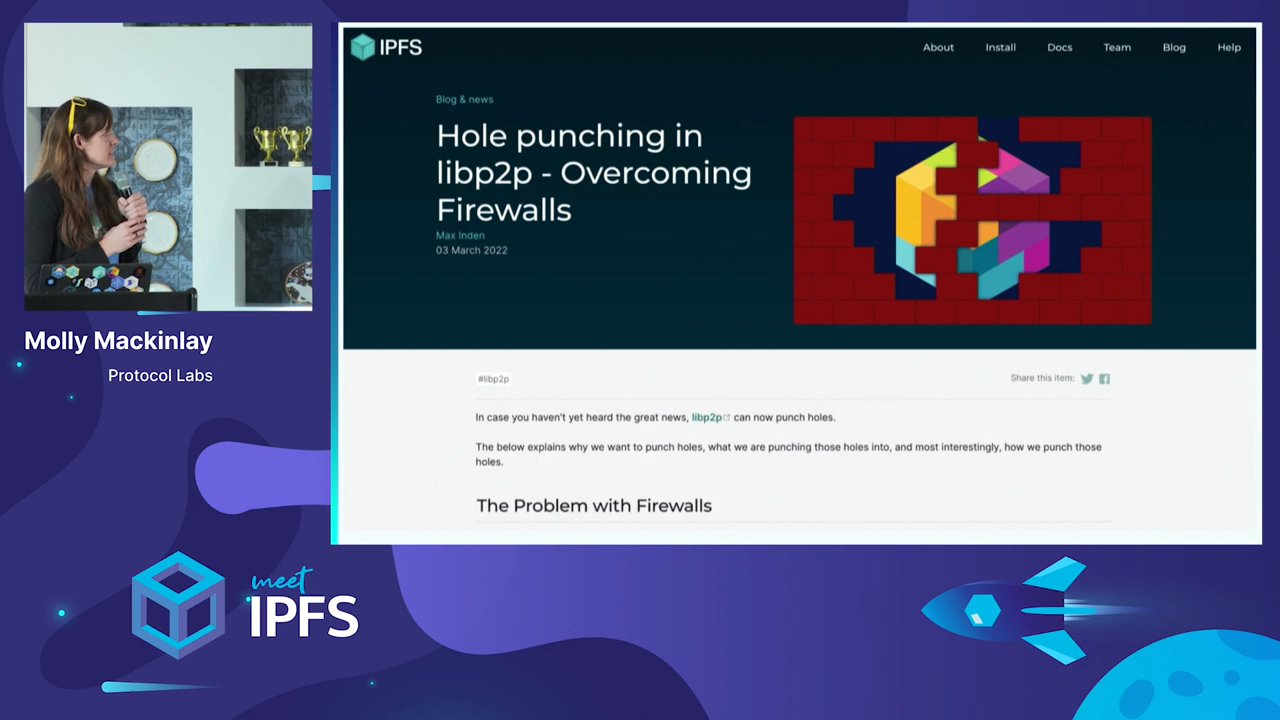 IPFS
About
Install
Docs
Team
Blog
Help
Blog & news
Hole punching in
libp2p - Overcoming
Firewalls
Max Inden
03 March 2022
#libp2p
Share this item:
In case you haven't yet heard the great news, libp2p can now punch holes.
The below explains why we want to punch holes, what we are punching those holes into, and most interestingly, how we punch those
holes.
The Problem with Firewalls
Molly Mackinlay
Protocol Labs
meet
IPFS